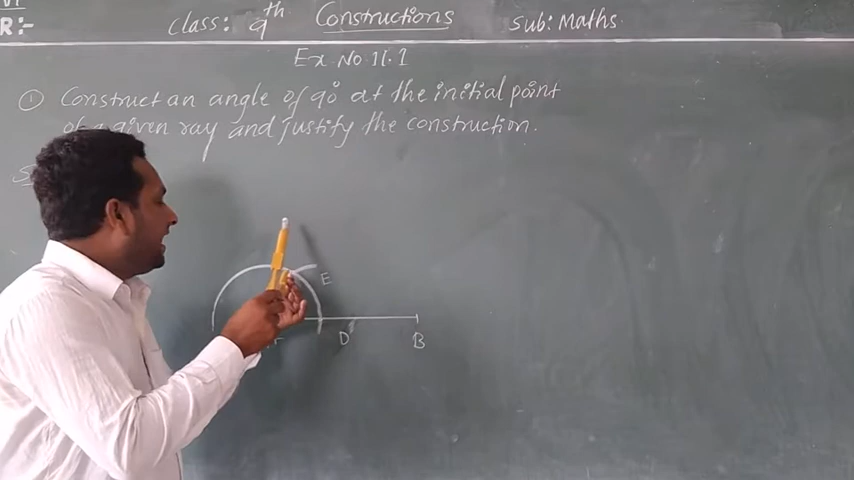 R:-
Class: 9th Constructions Sub: Maths
Ex. No. 11.1
① Construct an angle of 90° at the initial point
of a given ray and justify the construction.
E
D B